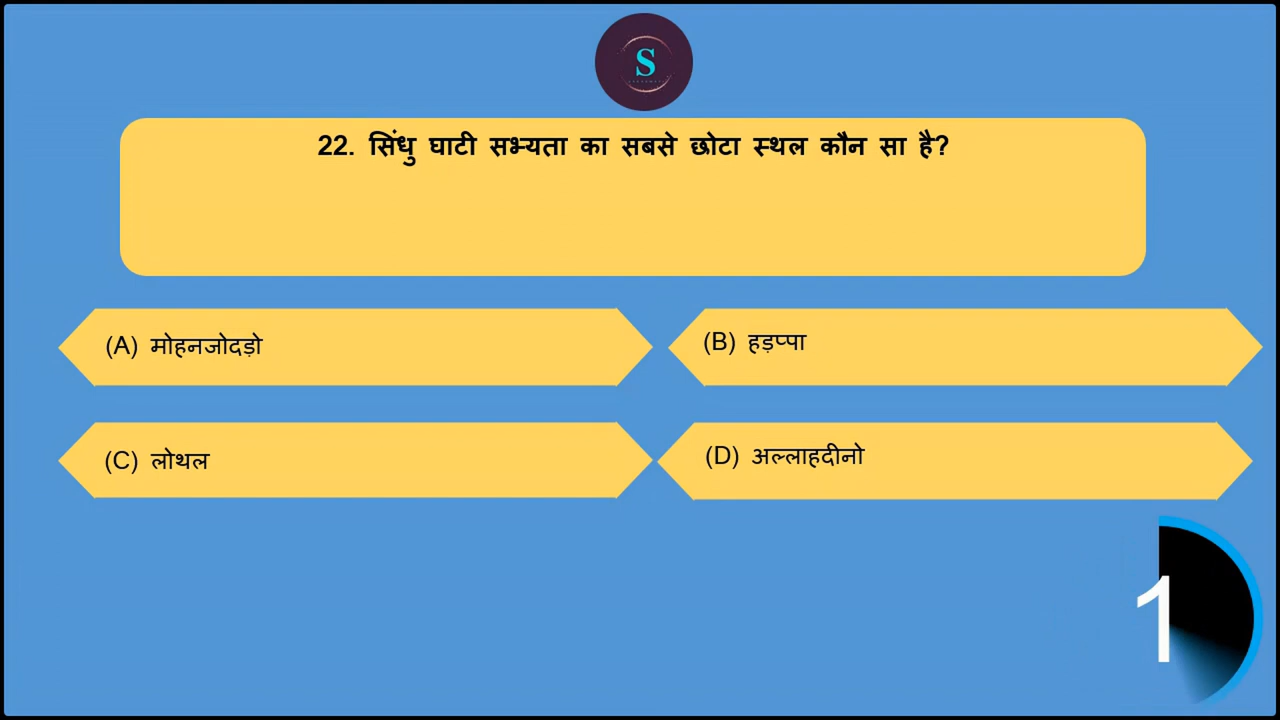 S
22. सिंधु घाटी सभ्यता का सबसे छोटा स्थल कौन सा है?
(A) मोहनजोदड़ो
(B) हड़प्पा
(C) लोथल
(D) अल्लाहदीनो
1